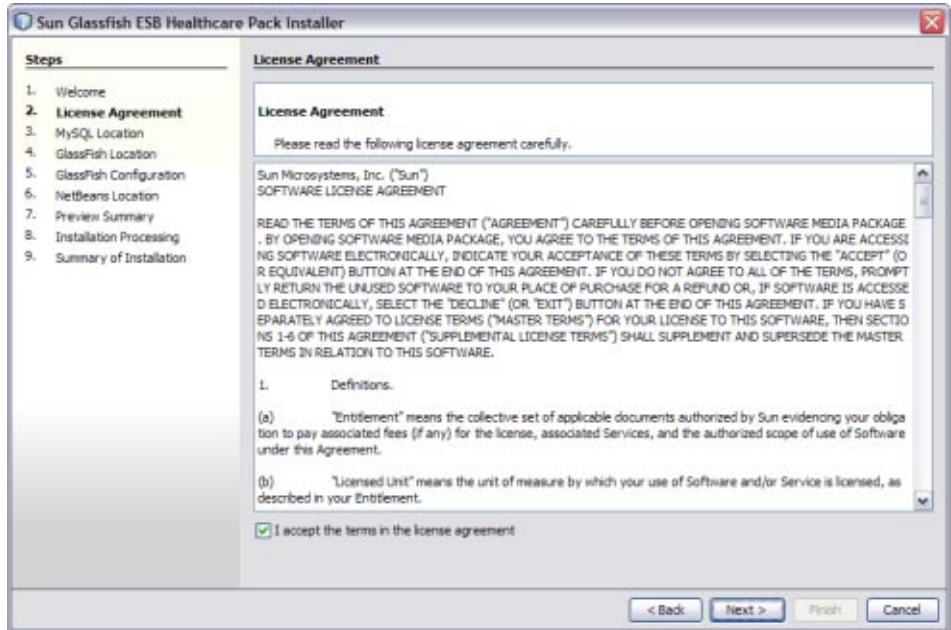 Sun Glassfish ESB Healthcare Pack Installer
Steps
1. Welcome
2. License Agreement
3. MySQL Location
4. GlassFish Location
5. GlassFish Configuration
6. NetBeans Location
7. Preview Summary
8. Installation Processing
9. Summary of Installation
License Agreement
License Agreement
Please read the following license agreement carefully.
Sun Microsystems, Inc. ("Sun")
SOFTWARE LICENSE AGREEMENT
READ THE TERMS OF THIS AGREEMENT ("AGREEMENT") CAREFULLY BEFORE OPENING SOFTWARE MEDIA PACKAGE
. BY OPENING SOFTWARE MEDIA PACKAGE, YOU AGREE TO THE TERMS OF THIS AGREEMENT. IF YOU ARE ACCESSI
NG SOFTWARE ELECTRONICALLY, INDICATE YOUR ACCEPTANCE OF THESE TERMS BY SELECTING THE "ACCEPT" (O
R EQUIVALENT) BUTTON AT THE END OF THIS AGREEMENT. IF YOU DO NOT AGREE TO ALL OF THE TERMS, PROMPT
LY RETURN THE UNUSED SOFTWARE TO YOUR PLACE OF PURCHASE FOR A REFUND OR, IF SOFTWARE IS ACCESSE
D ELECTRONICALLY, SELECT THE "DECLINE" (OR "EXIT") BUTTON AT THE END OF THIS AGREEMENT. IF YOU HAVE S
EPARATELY AGREED TO LICENSE TERMS ("MASTER TERMS") FOR YOUR LICENSE TO THIS SOFTWARE, THEN SECTIO
NS 1-6 OF THIS AGREEMENT ("SUPPLEMENTAL LICENSE TERMS") SHALL SUPPLEMENT AND SUPERSEDE THE MASTER
TERMS IN RELATION TO THIS SOFTWARE.
1. Definitions.
(a) "Entitlement" means the collective set of applicable documents authorized by Sun evidencing your obliga
tion to pay associated fees (if any) for the license, associated Services, and the authorized scope of use of Software
under this Agreement.
(b) "Licensed Unit" means the unit of measure by which your use of Software and/or Service is licensed, as
described in your Entitlement.
I accept the terms in the license agreement
< Back
Next >
Finish
Cancel